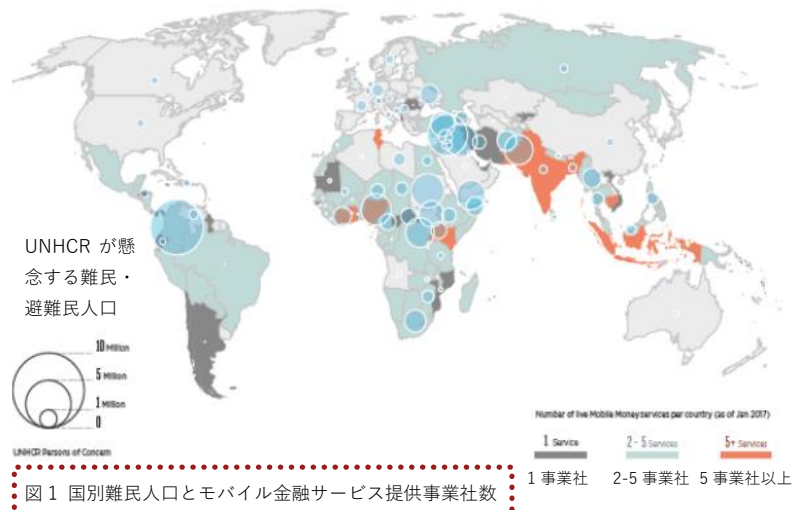 UNHCR が懸
念する難民・
避難民人口
10 Million
5 Million
1 Million
0
UNHCR Persons of Concern
Number of live Mobile Money services per country (as of Jan 2017)
1 Service
2 - 5 Services
5+ Services
1 事業社
2-5 事業社
5 事業社以上
図 1 国別難民人口とモバイル金融サービス提供事業社数